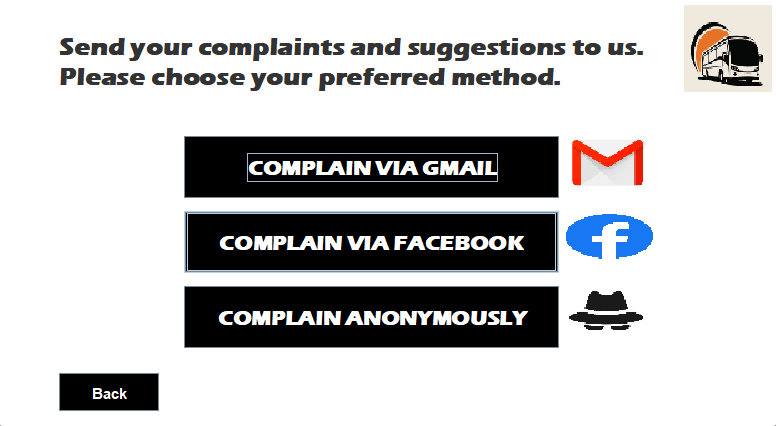 Send your complaints and suggestions to us.
Please choose your preferred method.
COMPLAIN VIA GMAIL
COMPLAIN VIA FACEBOOK
COMPLAIN ANONYMOUSLY
Back